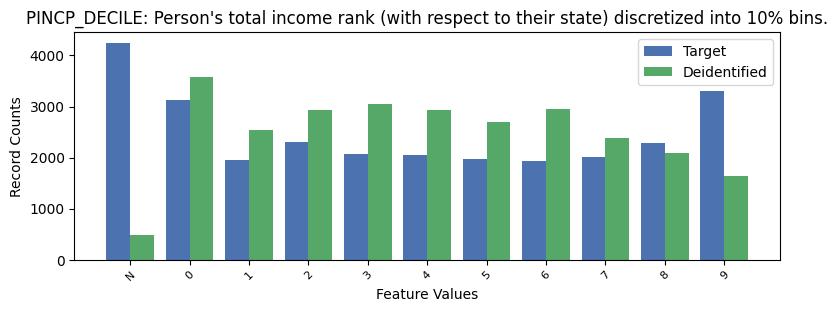 PINCP_DECILE: Person's total income rank (with respect to their state) discretized into 10% bins.
Target
Deidentified
4000
3000
2000
1000
0
Record Counts
N 0 1 2 3 4 5 6 7 8 9
Feature Values